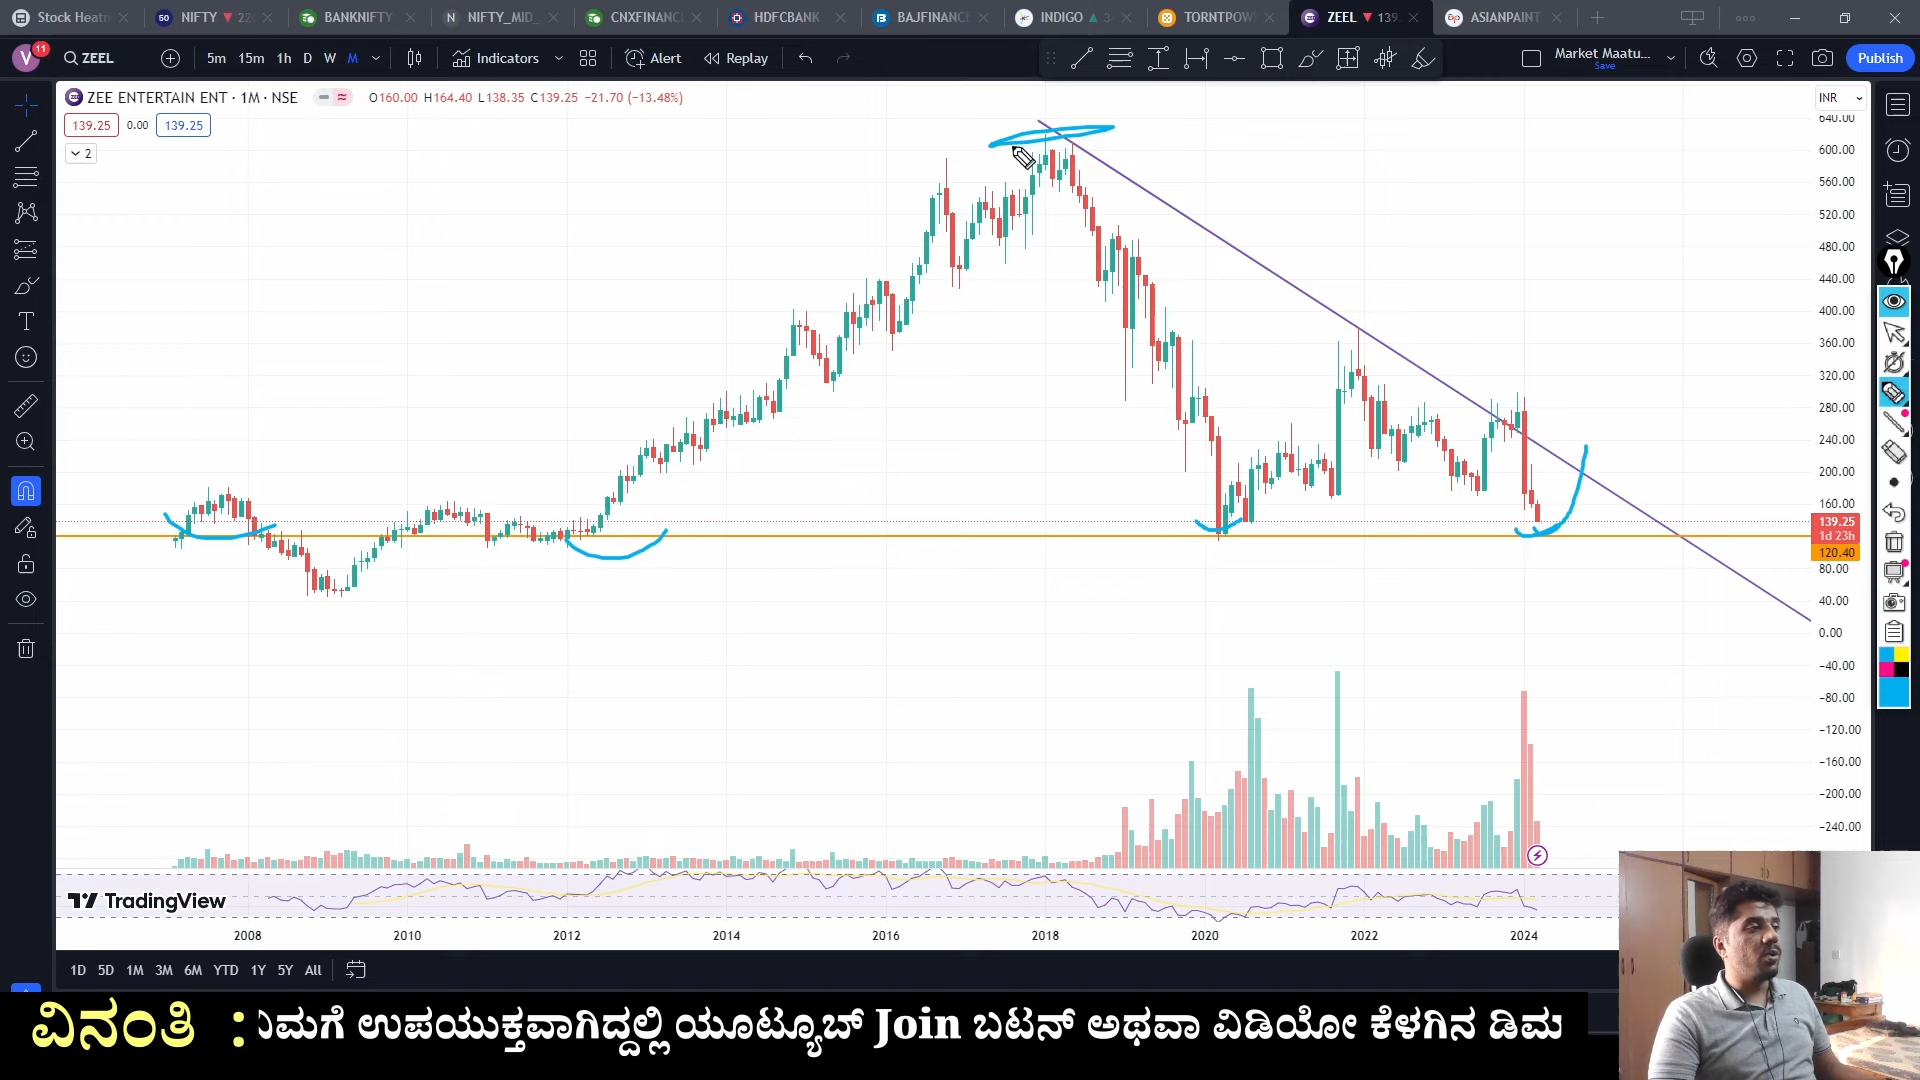 Stock Heatm
50 NIFTY ▼ 22
BANKNIFTY
N NIFTY_MID_
CNXFINANC
HDFCBANK
BAJFINANCE
INDIGO ▲ 3
TORNTPOW
ZEEL ▼ 139.
ASIANPAINT
V 11 ZEEL 5m 15m 1h D W M Indicators Alert Replay Market Maatu... Save Publish
ZEE ENTERTAIN ENT · 1M · NSE O160.00 H164.40 L138.35 C139.25 −21.70 (−13.48%) INR
139.25 0.00 139.25
2
640.00
600.00
560.00
520.00
480.00
440.00
400.00
360.00
320.00
280.00
240.00
200.00
160.00
139.25
1d 23h
120.40
80.00
40.00
0.00
−40.00
−80.00
−120.00
−160.00
−200.00
−240.00
TradingView
2008 2010 2012 2014 2016 2018 2020 2022 2024
1D 5D 1M 3M 6M YTD 1Y 5Y All
ವಿನಂತಿ : ನಿಮಗೆ ಉಪಯುಕ್ತವಾಗಿದ್ದಲ್ಲಿ ಯೂಟ್ಯೂಬ್ Join ಬಟನ್ ಅಥವಾ ವಿಡಿಯೋ ಕೆಳಗಿನ